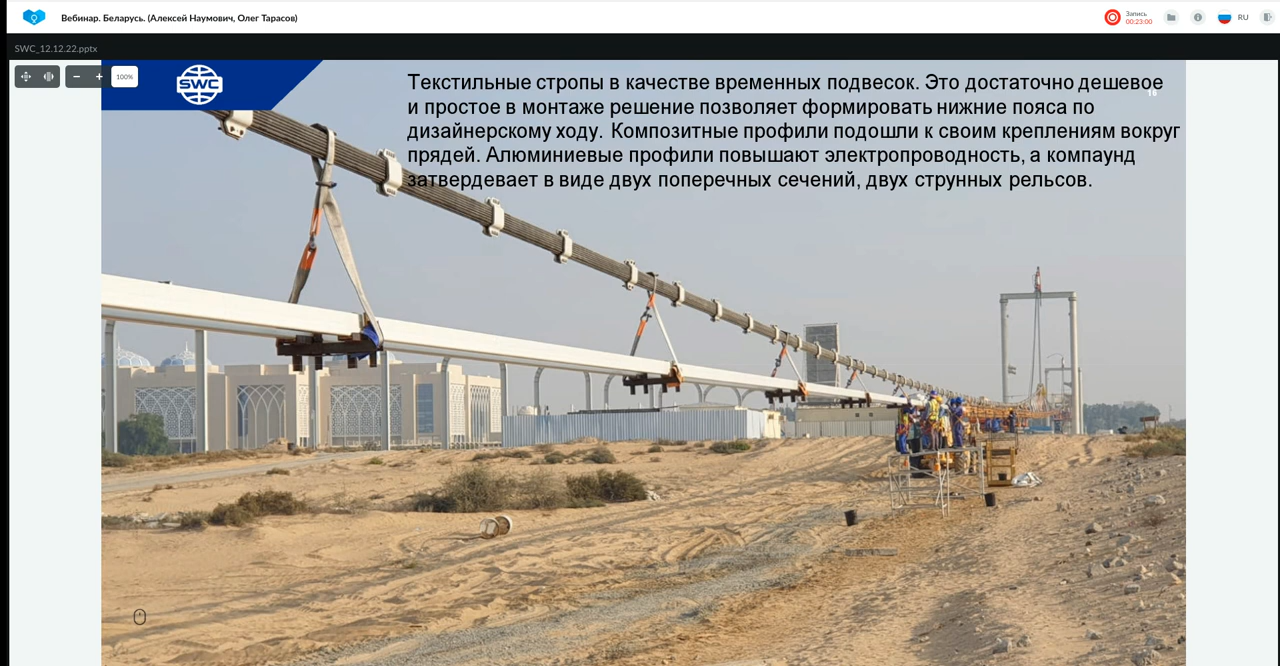 Вебинар. Беларусь. (Алексей Наумович, Олег Тарасов)
Запись
00:23:00
RU
SWC_12.12.22.pptx
100%
SWC
16
Текстильные стропы в качестве временных подвесок. Это достаточно дешевое
и простое в монтаже решение позволяет формировать нижние пояса по
дизайнерскому ходу. Композитные профили подошли к своим креплениям вокруг
прядей. Алюминиевые профили повышают электропроводность, а компаунд
затвердевает в виде двух поперечных сечений, двух струнных рельсов.